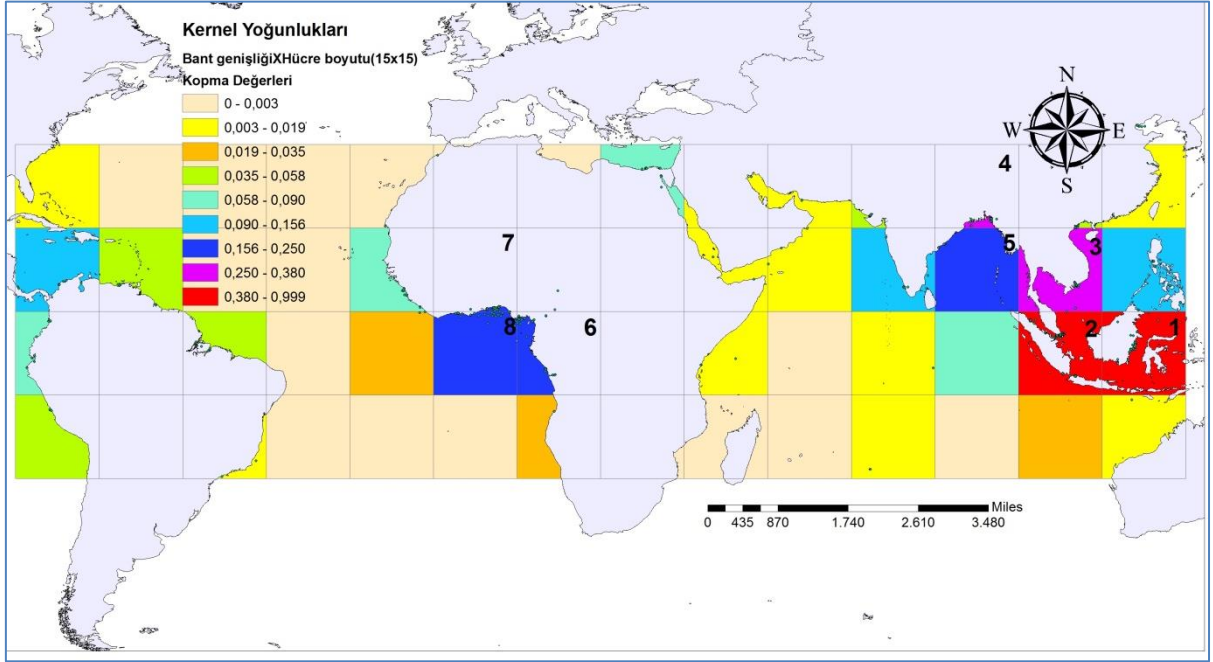 Kernel Yoğunlukları
Bant genişliğiXHücre boyutu(15x15)
Kopma Değerleri
0 - 0,003
0,003 - 0,019
0,019 - 0,035
0,035 - 0,058
0,058 - 0,090
0,090 - 0,156
0,156 - 0,250
0,250 - 0,380
0,380 - 0,999
N
W E
S
4
7
5
3
8
6
2
1
Miles
0 435 870 1.740 2.610 3.480